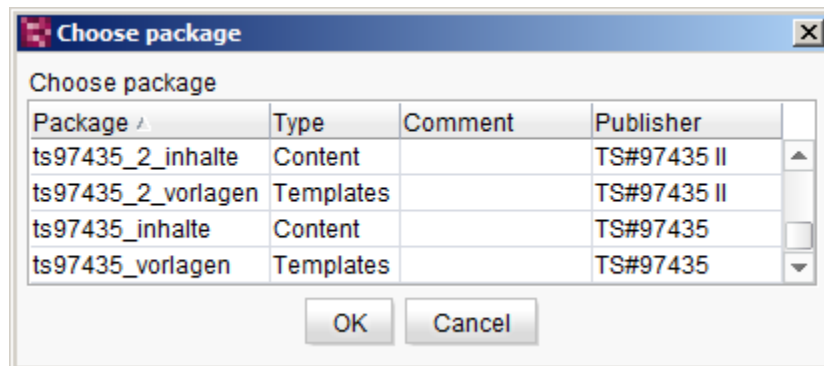 Choose package
Choose package
Package Type Comment Publisher
ts97435_2_inhalte Content TS#97435 II
ts97435_2_vorlagen Templates TS#97435 II
ts97435_inhalte Content TS#97435
ts97435_vorlagen Templates TS#97435
OK Cancel